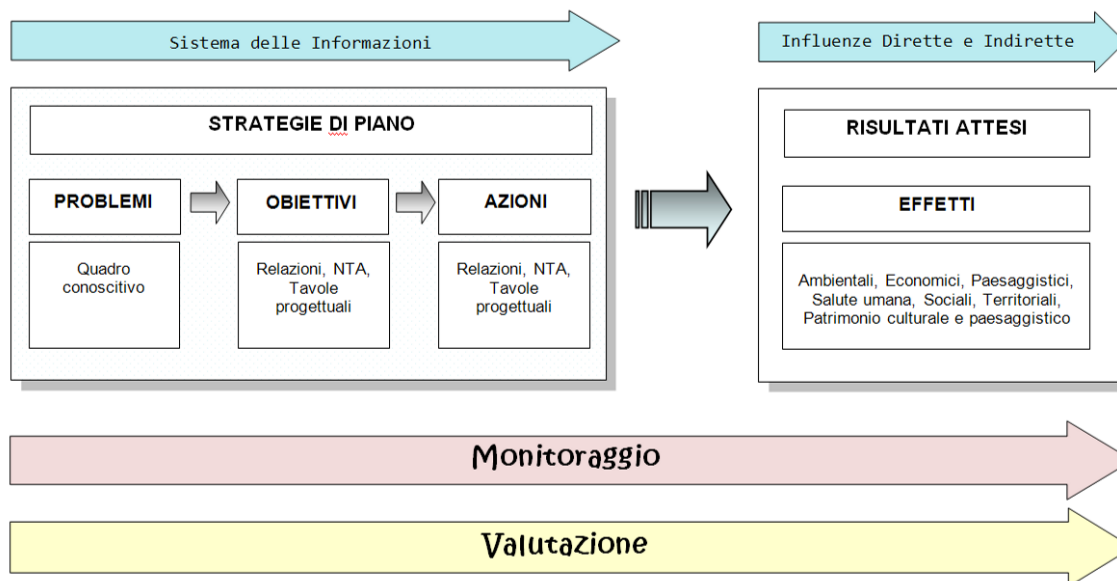 Sistema delle Informazioni
Influenze Dirette e Indirette
STRATEGIE DI PIANO
PROBLEMI
OBIETTIVI
AZIONI
Quadro
conoscitivo
Relazioni, NTA,
Tavole
progettuali
Relazioni, NTA,
Tavole
progettuali
RISULTATI ATTESI
EFFETTI
Ambientali, Economici, Paesaggistici,
Salute umana, Sociali, Territoriali,
Patrimonio culturale e paesaggistico
Monitoraggio
Valutazione